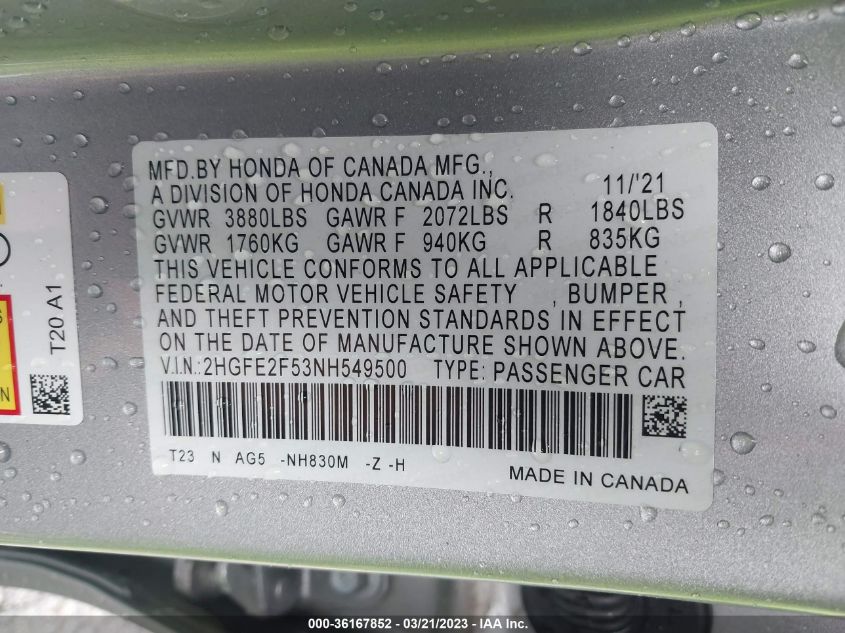 MFD.BY HONDA OF CANADA MFG.,
A DIVISION OF HONDA CANADA INC. 11/'21
GVWR 3880LBS GAWR F 2072LBS R 1840LBS
GVWR 1760KG GAWR F 940KG R 835KG
THIS VEHICLE CONFORMS TO ALL APPLICABLE
FEDERAL MOTOR VEHICLE SAFETY , BUMPER ,
AND THEFT PREVENTION STANDARDS IN EFFECT
ON THE DATE OF MANUFACTURE SHOWN ABOVE.
V.I.N.: 2HGFE2F53NH549500 TYPE: PASSENGER CAR
T23 N AG5 -NH830M -Z -H
MADE IN CANADA
T20 A1
S
N
000-36167852 - 03/21/2023 - IAA Inc.